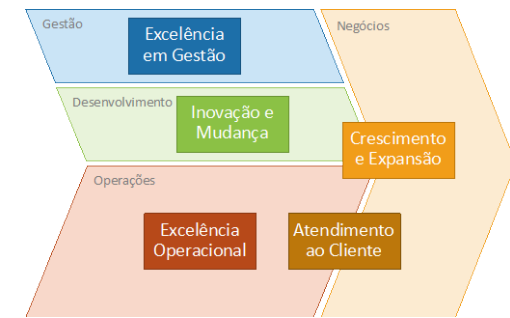 Gestão
Excelência
em Gestão
Negócios
Desenvolvimento
Inovação e
Mudança
Crescimento
e Expansão
Operações
Excelência
Operacional
Atendimento
ao Cliente